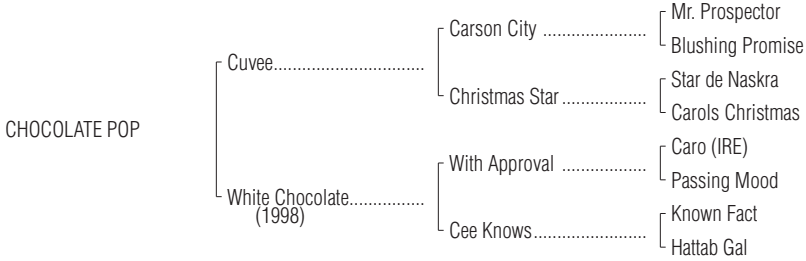 Mr. Prospector
Carson City ......................
Blushing Promise
Cuvee................................
Star de Naskra
Christmas Star..................
Carols Christmas
CHOCOLATE POP
Caro (IRE)
With Approval ..................
Passing Mood
White Chocolate................
(1998)
Known Fact
Cee Knows........................
Hattab Gal